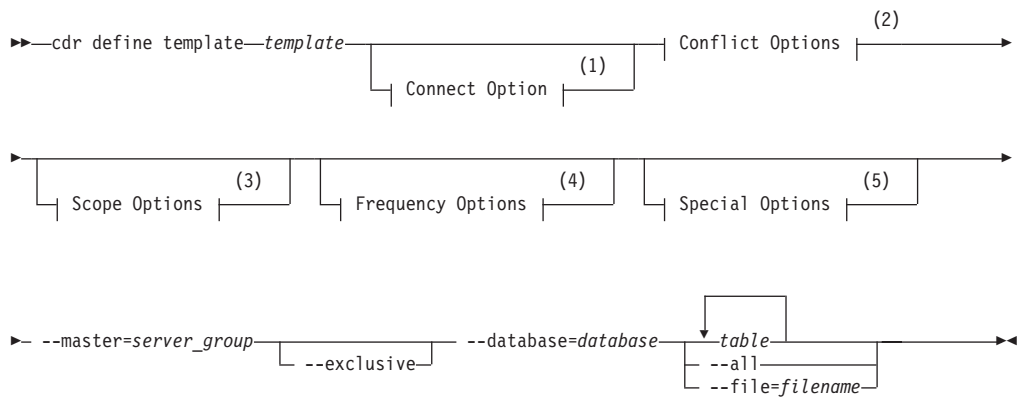 (2)
cdr define template template Conflict Options
(1)
Connect Option
(3) (4) (5)
Scope Options Frequency Options Special Options
--master=server_group --database=database table
--exclusive --all
--file=filename